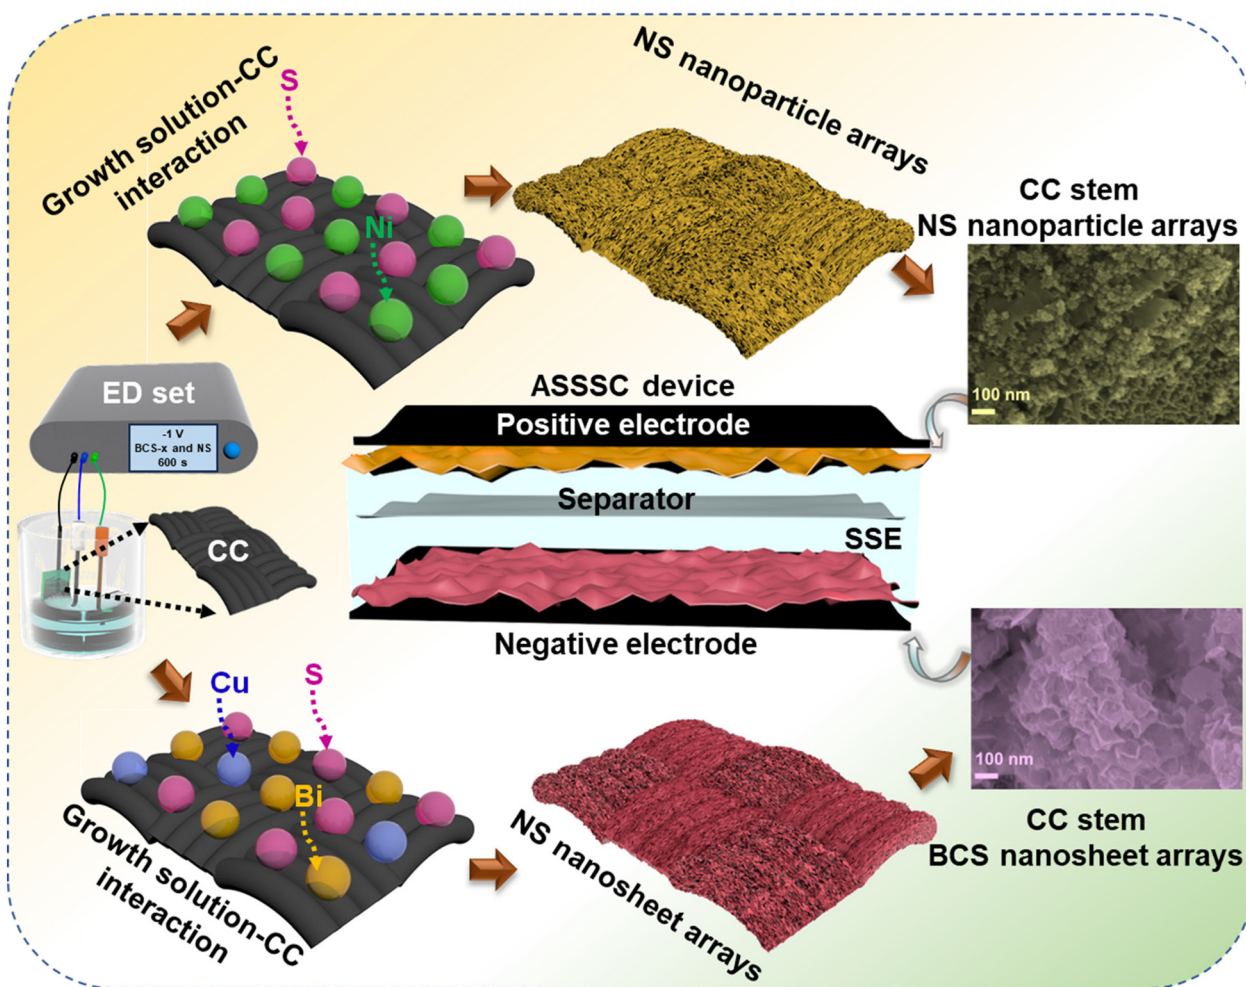 Growth solution-CC
interaction
S
Ni
NS nanoparticle arrays
CC stem
NS nanoparticle arrays
100 nm
ED set
-1 V
BCS-x and NS
600 s
CC
ASSSC device
Positive electrode
Separator
SSE
Negative electrode
Cu
S
Bi
Growth solution-CC
interaction
NS nanosheet arrays
100 nm
CC stem
BCS nanosheet arrays